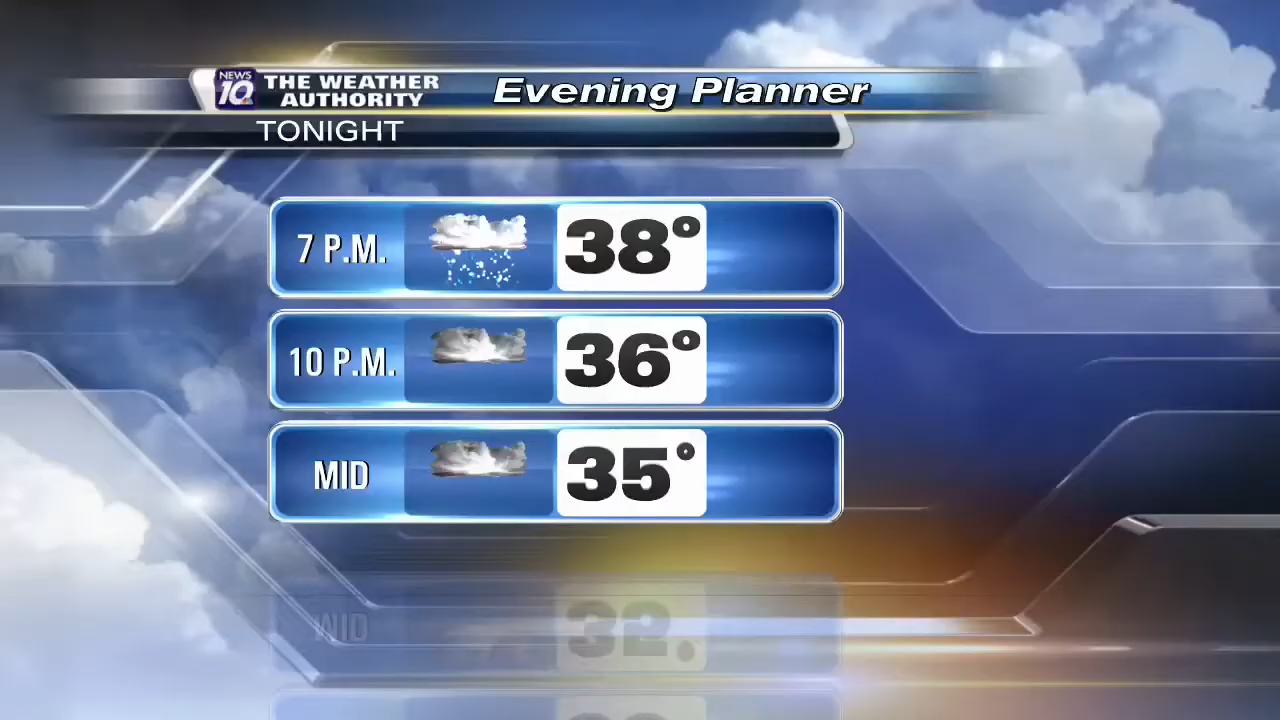 NEWS
10
THE WEATHER
AUTHORITY
Evening Planner
TONIGHT
7 P.M.
38°
10 P.M.
36°
MID
35°